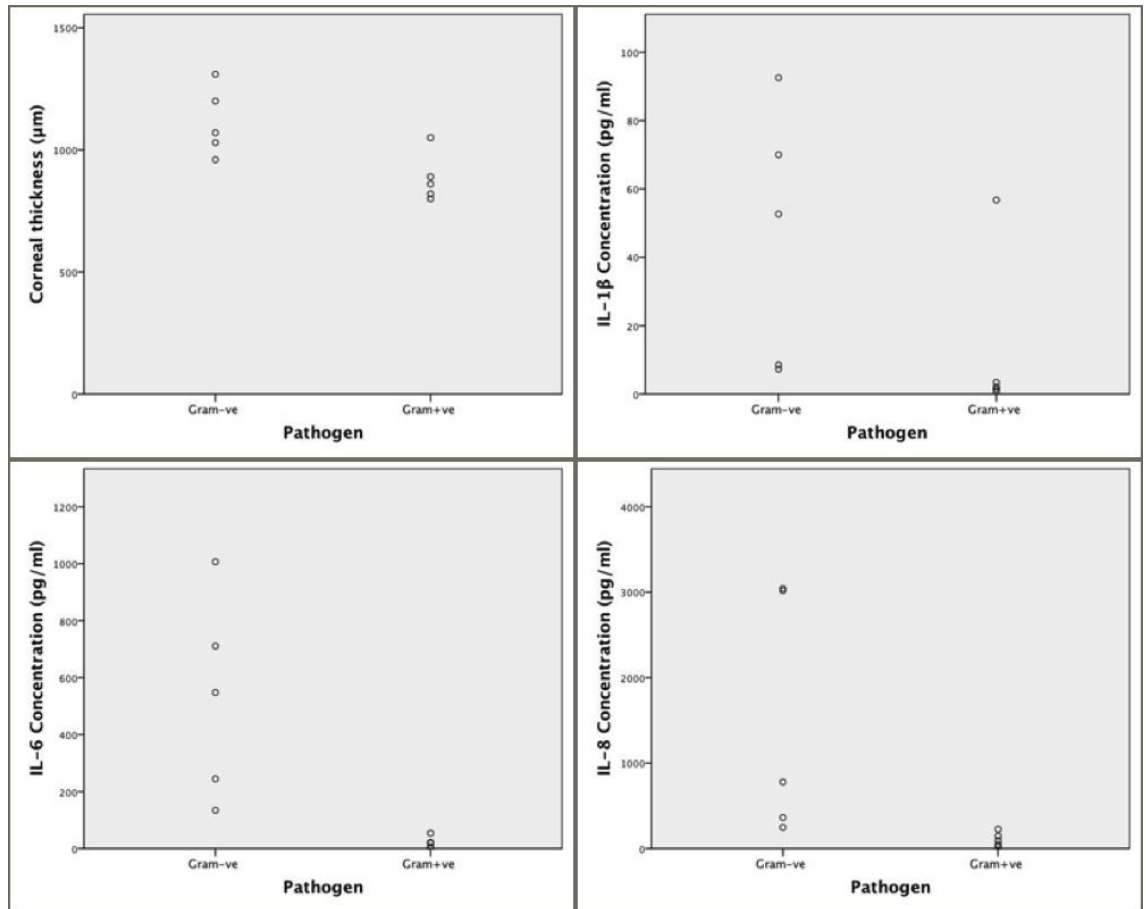 Corneal thickness (µm)
1500
1000
500
0
Gram-ve
Gram+ve
Pathogen
IL-1β Concentration (pg/ml)
100
80
60
40
20
0
Gram-ve
Gram+ve
Pathogen
IL-6 Concentration (pg/ml)
1200
1000
800
600
400
200
0
Gram-ve
Gram+ve
Pathogen
IL-8 Concentration (pg/ml)
4000
3000
2000
1000
0
Gram-ve
Gram+ve
Pathogen